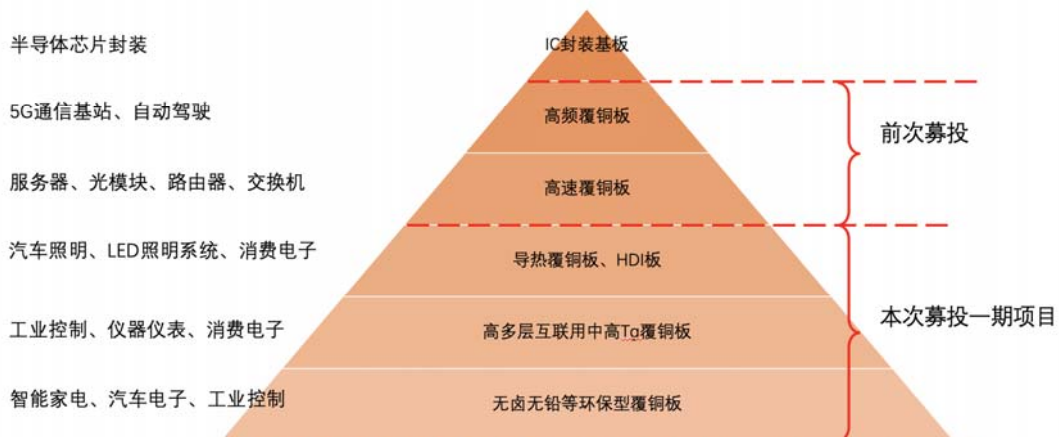 半导体芯片封装
IC封装基板
5G通信基站、自动驾驶
高频覆铜板
前次募投
服务器、光模块、路由器、交换机
高速覆铜板
汽车照明、LED照明系统、消费电子
导热覆铜板、HDI板
本次募投一期项目
工业控制、仪器仪表、消费电子
高多层互联用中高Tg覆铜板
智能家电、汽车电子、工业控制
无卤无铅等环保型覆铜板